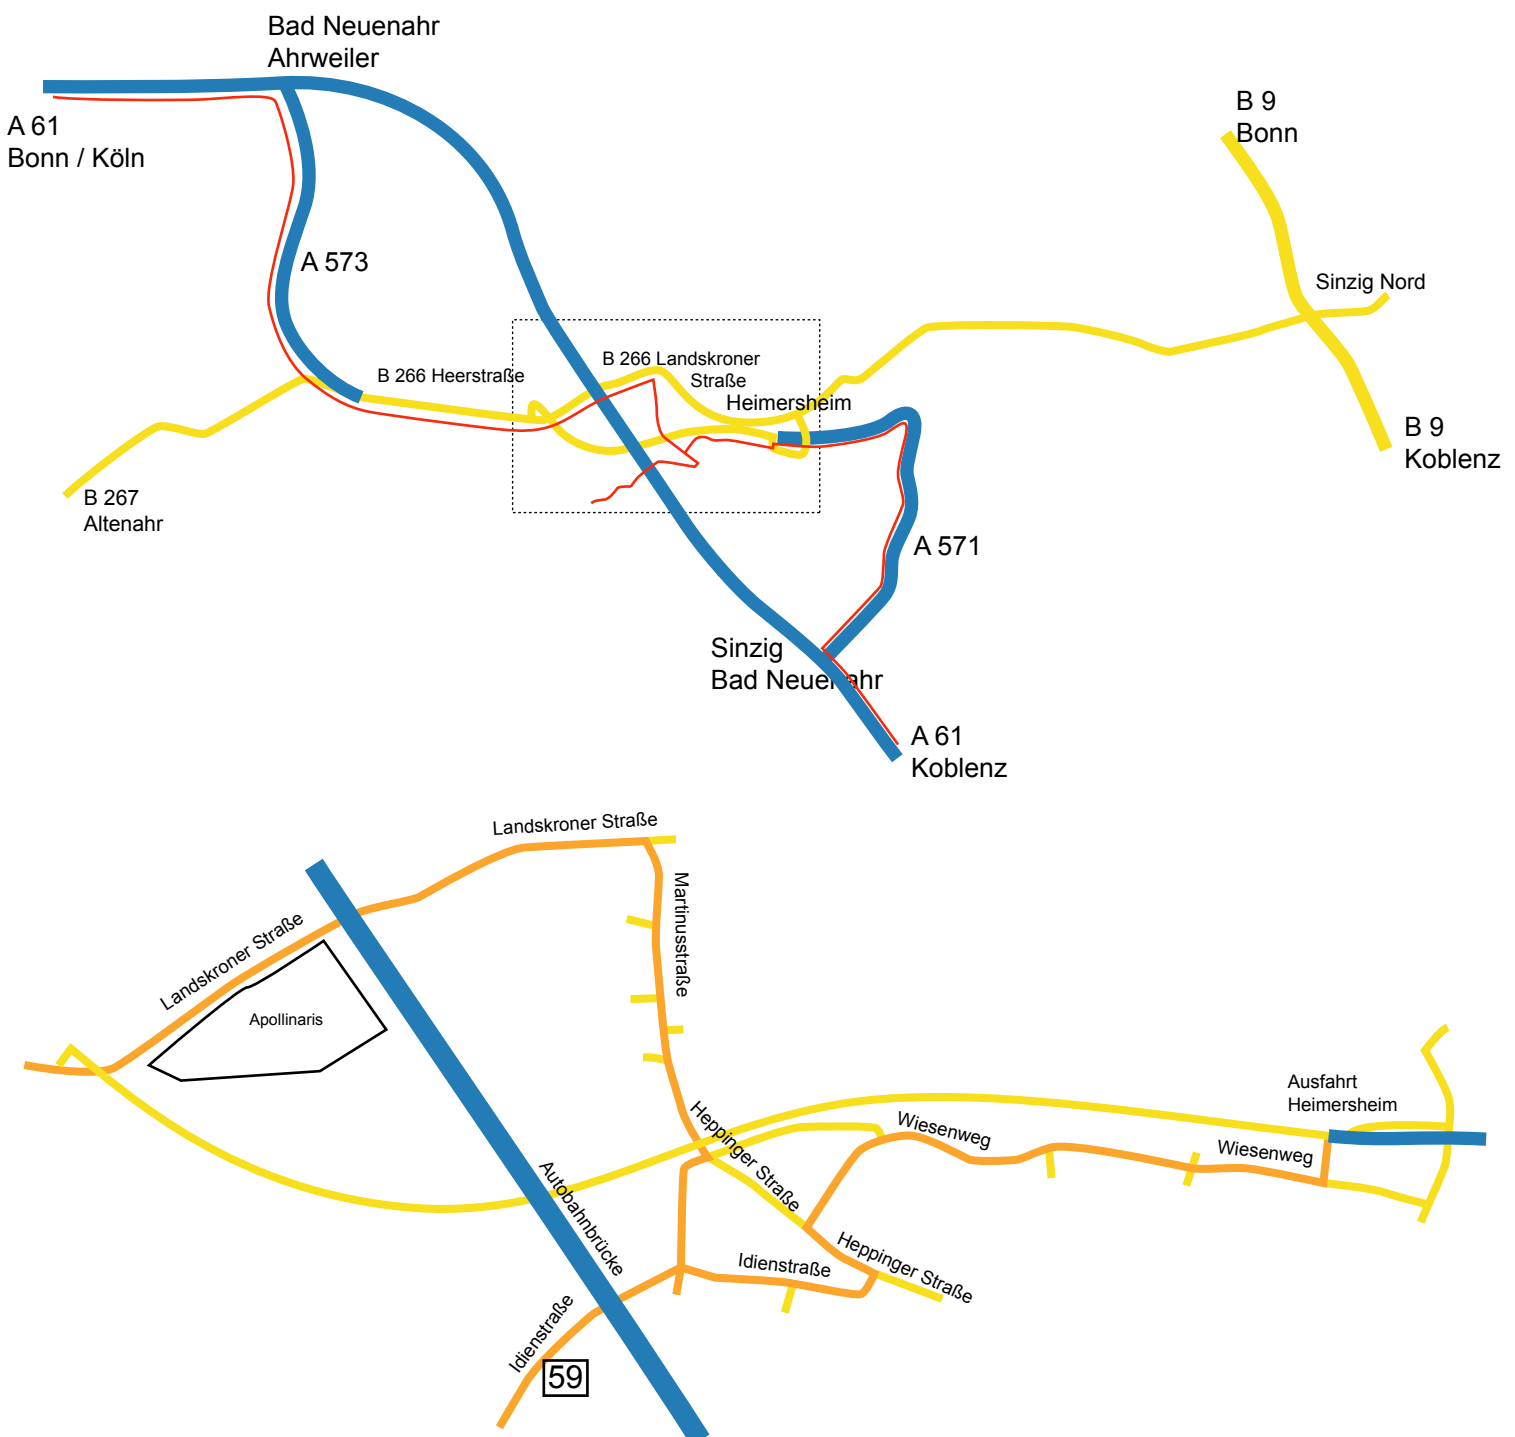 Bad Neuenahr
Ahrweiler
B 9
Bonn
A 61
Bonn / Köln
A 573
Sinzig Nord
B 266 Landskroner
Straße
B 266 Heerstraße
Heimersheim
B 9
Koblenz
B 267
Altenahr
A 571
Sinzig
Bad Neuenahr
A 61
Koblenz
Landskroner Straße
Martinusstraße
Landskroner Straße
Apollinaris
Ausfahrt
Heimersheim
Heppinger Straße
Wiesenweg
Wiesenweg
Autobahnbrücke
Heppinger Straße
Idienstraße
Idienstraße
59